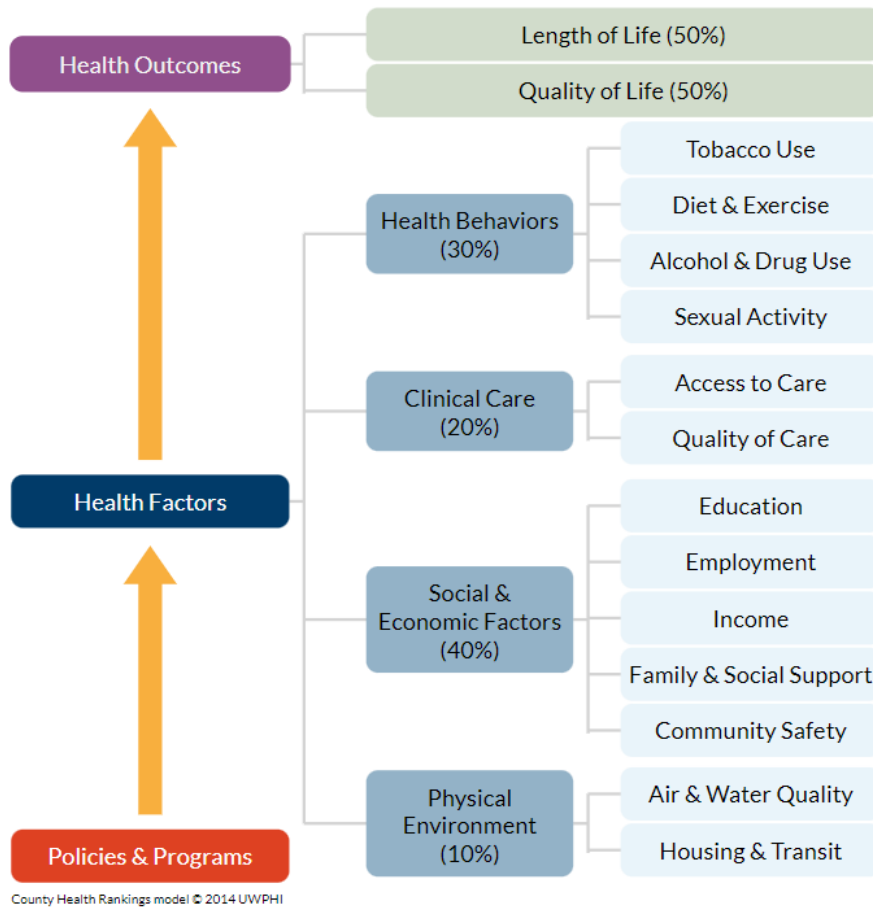 Health Outcomes
Length of Life (50%)
Quality of Life (50%)
Health Factors
Health Behaviors
(30%)
Tobacco Use
Diet & Exercise
Alcohol & Drug Use
Sexual Activity
Clinical Care
(20%)
Access to Care
Quality of Care
Social &
Economic Factors
(40%)
Education
Employment
Income
Family & Social Support
Community Safety
Physical
Environment
(10%)
Air & Water Quality
Housing & Transit
Policies & Programs
County Health Rankings model © 2014 UWPHI